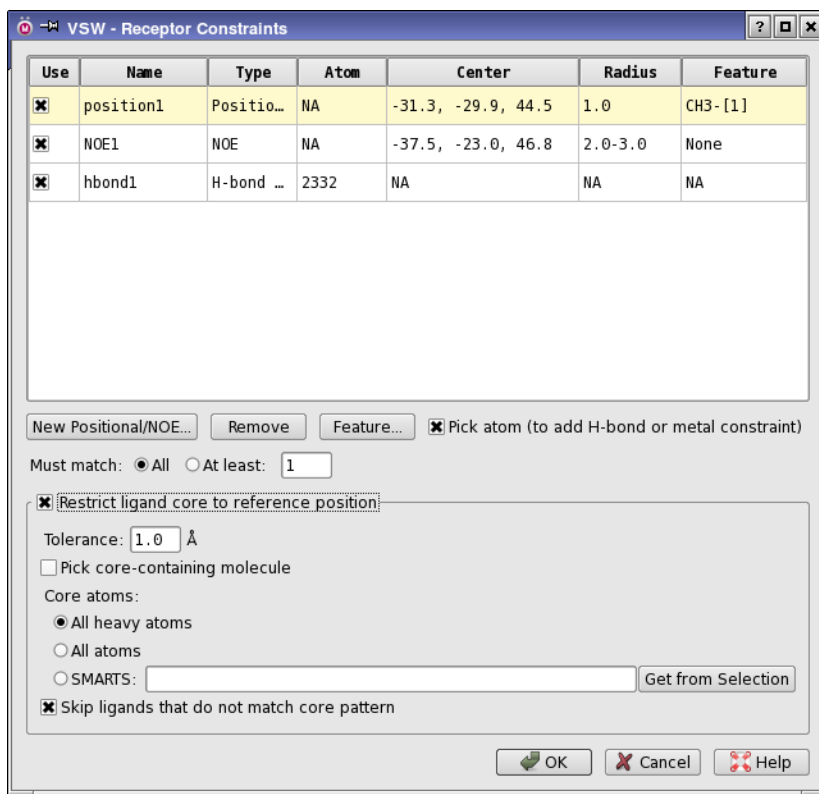 VSW - Receptor Constraints
Use Name Type Atom Center Radius Feature
position1 Positio... NA -31.3, -29.9, 44.5 1.0 CH3-[1]
NOE1 NOE NA -37.5, -23.0, 46.8 2.0-3.0 None
hbond1 H-bond ... 2332 NA NA NA
New Positional/NOE... Remove Feature... Pick atom (to add H-bond or metal constraint)
Must match: All At least: 1
Restrict ligand core to reference position
Tolerance: 1.0 Å
Pick core-containing molecule
Core atoms:
All heavy atoms
All atoms
SMARTS: Get from Selection
Skip ligands that do not match core pattern
OK Cancel Help